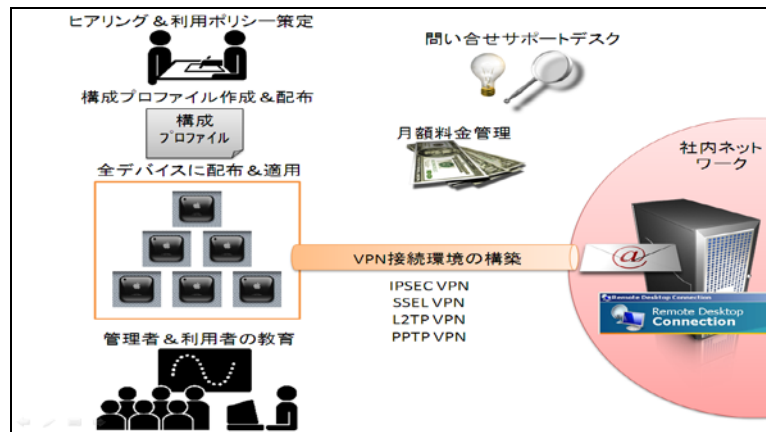 ヒアリング＆利用ポリシー策定
構成プロファイル作成＆配布
構成
プロファイル
全デバイスに配布＆適用
管理者＆利用者の教育
問い合せサポートデスク
月額料金管理
VPN接続環境の構築
IPSEC VPN
SSEL VPN
L2TP VPN
PPTP VPN
社内ネット
ワーク
@
Remote Desktop Connection
Remote Desktop
Connection